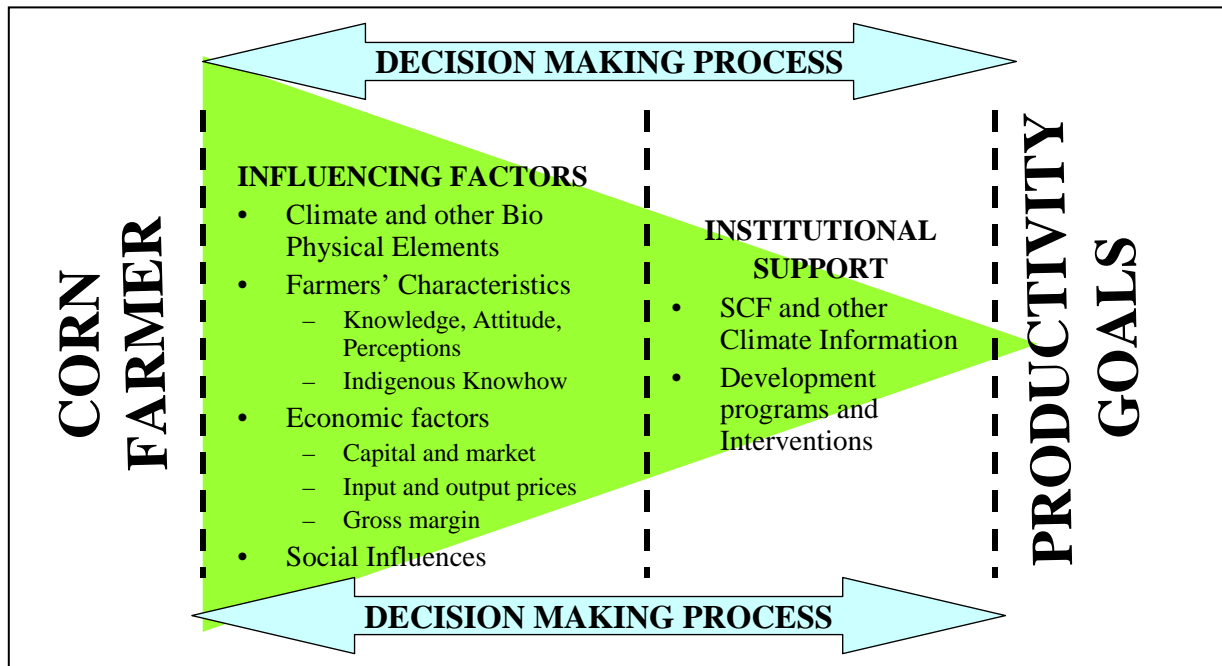 DECISION MAKING PROCESS
CORN
FARMER
INFLUENCING FACTORS
• Climate and other Bio
Physical Elements
• Farmers’ Characteristics
– Knowledge, Attitude,
Perceptions
– Indigenous Knowhow
• Economic factors
– Capital and market
– Input and output prices
– Gross margin
• Social Influences
INSTITUTIONAL
SUPPORT
• SCF and other
Climate Information
• Development
programs and
Interventions
PRODUCTIVITY
GOALS
DECISION MAKING PROCESS